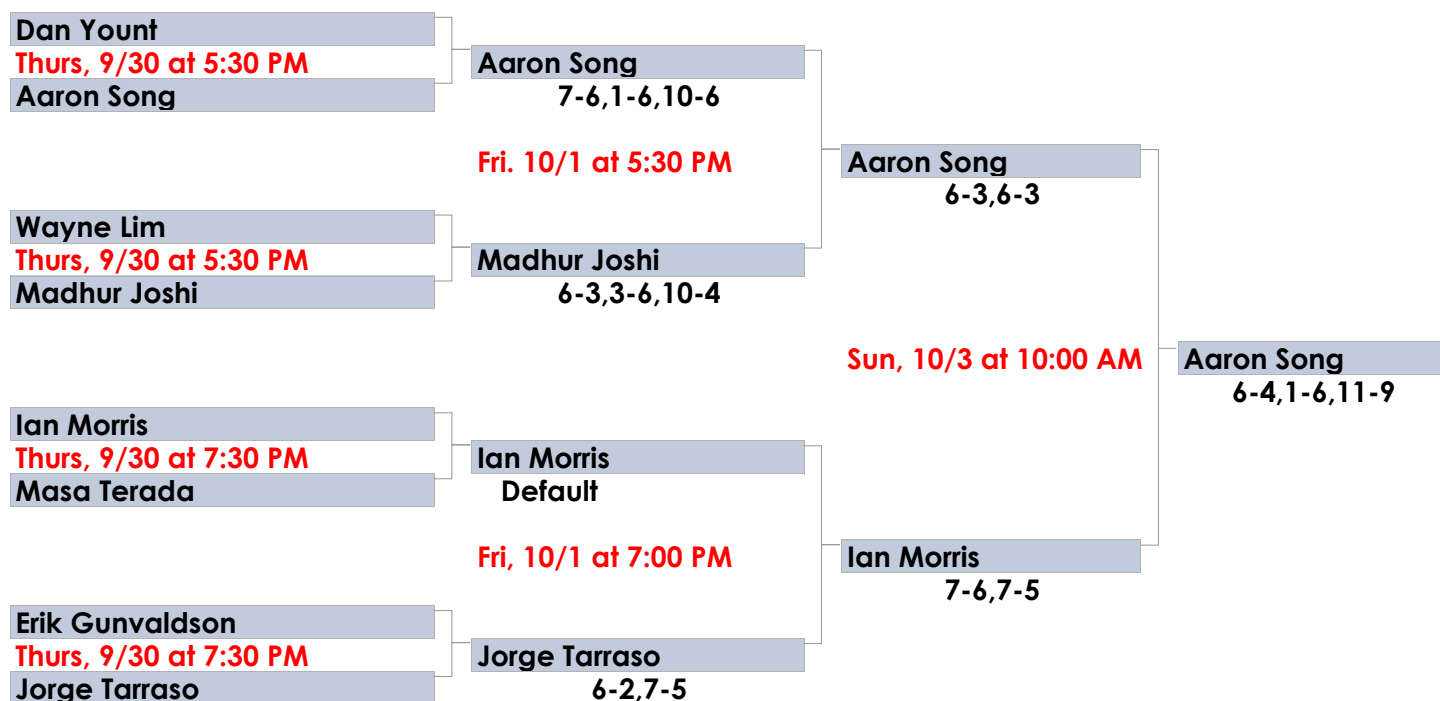 Dan Yount
Thurs, 9/30 at 5:30 PM
Aaron Song
Aaron Song
7-6,1-6,10-6
Fri. 10/1 at 5:30 PM
Aaron Song
6-3,6-3
Wayne Lim
Thurs, 9/30 at 5:30 PM
Madhur Joshi
Madhur Joshi
6-3,3-6,10-4
Sun, 10/3 at 10:00 AM
Aaron Song
6-4,1-6,11-9
Ian Morris
Thurs, 9/30 at 7:30 PM
Masa Terada
Ian Morris
Default
Fri, 10/1 at 7:00 PM
Ian Morris
7-6,7-5
Erik Gunvaldson
Thurs, 9/30 at 7:30 PM
Jorge Tarraso
Jorge Tarraso
6-2,7-5